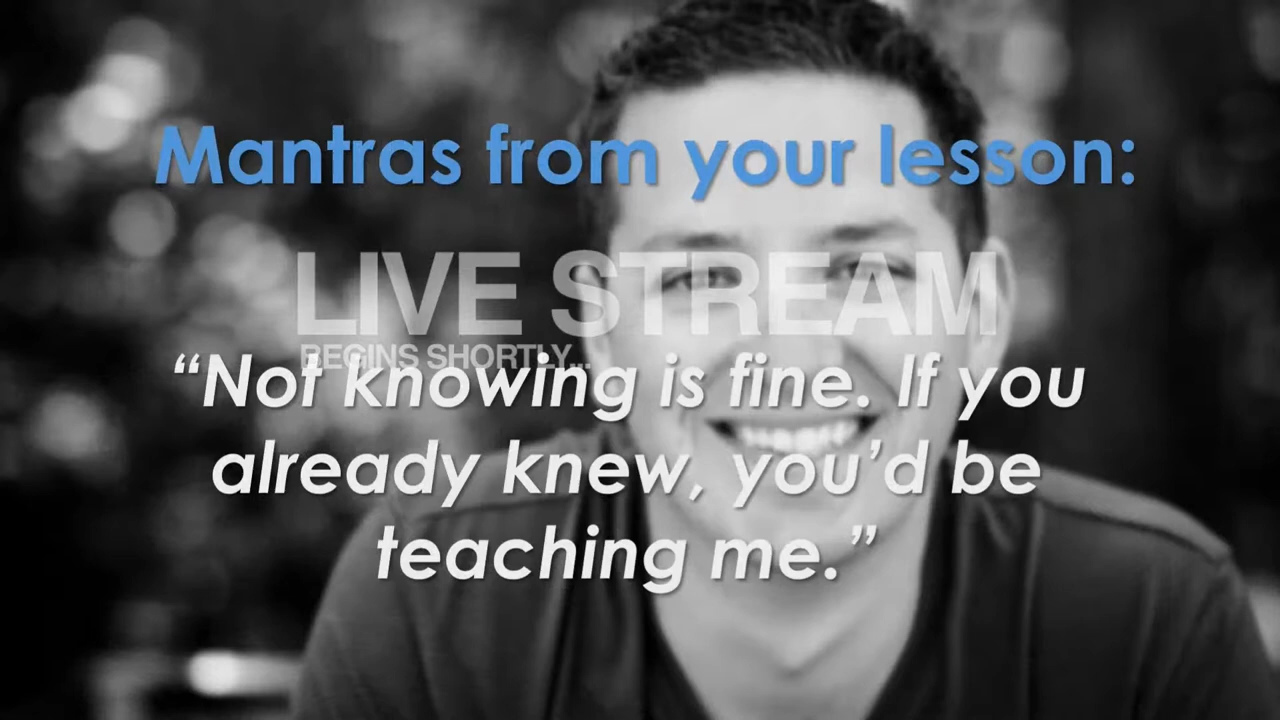 Mantras from your lesson:
LIVE STREAM
BEGINS SHORTLY...
“Not knowing is fine. If you
already knew, you’d be
teaching me.”